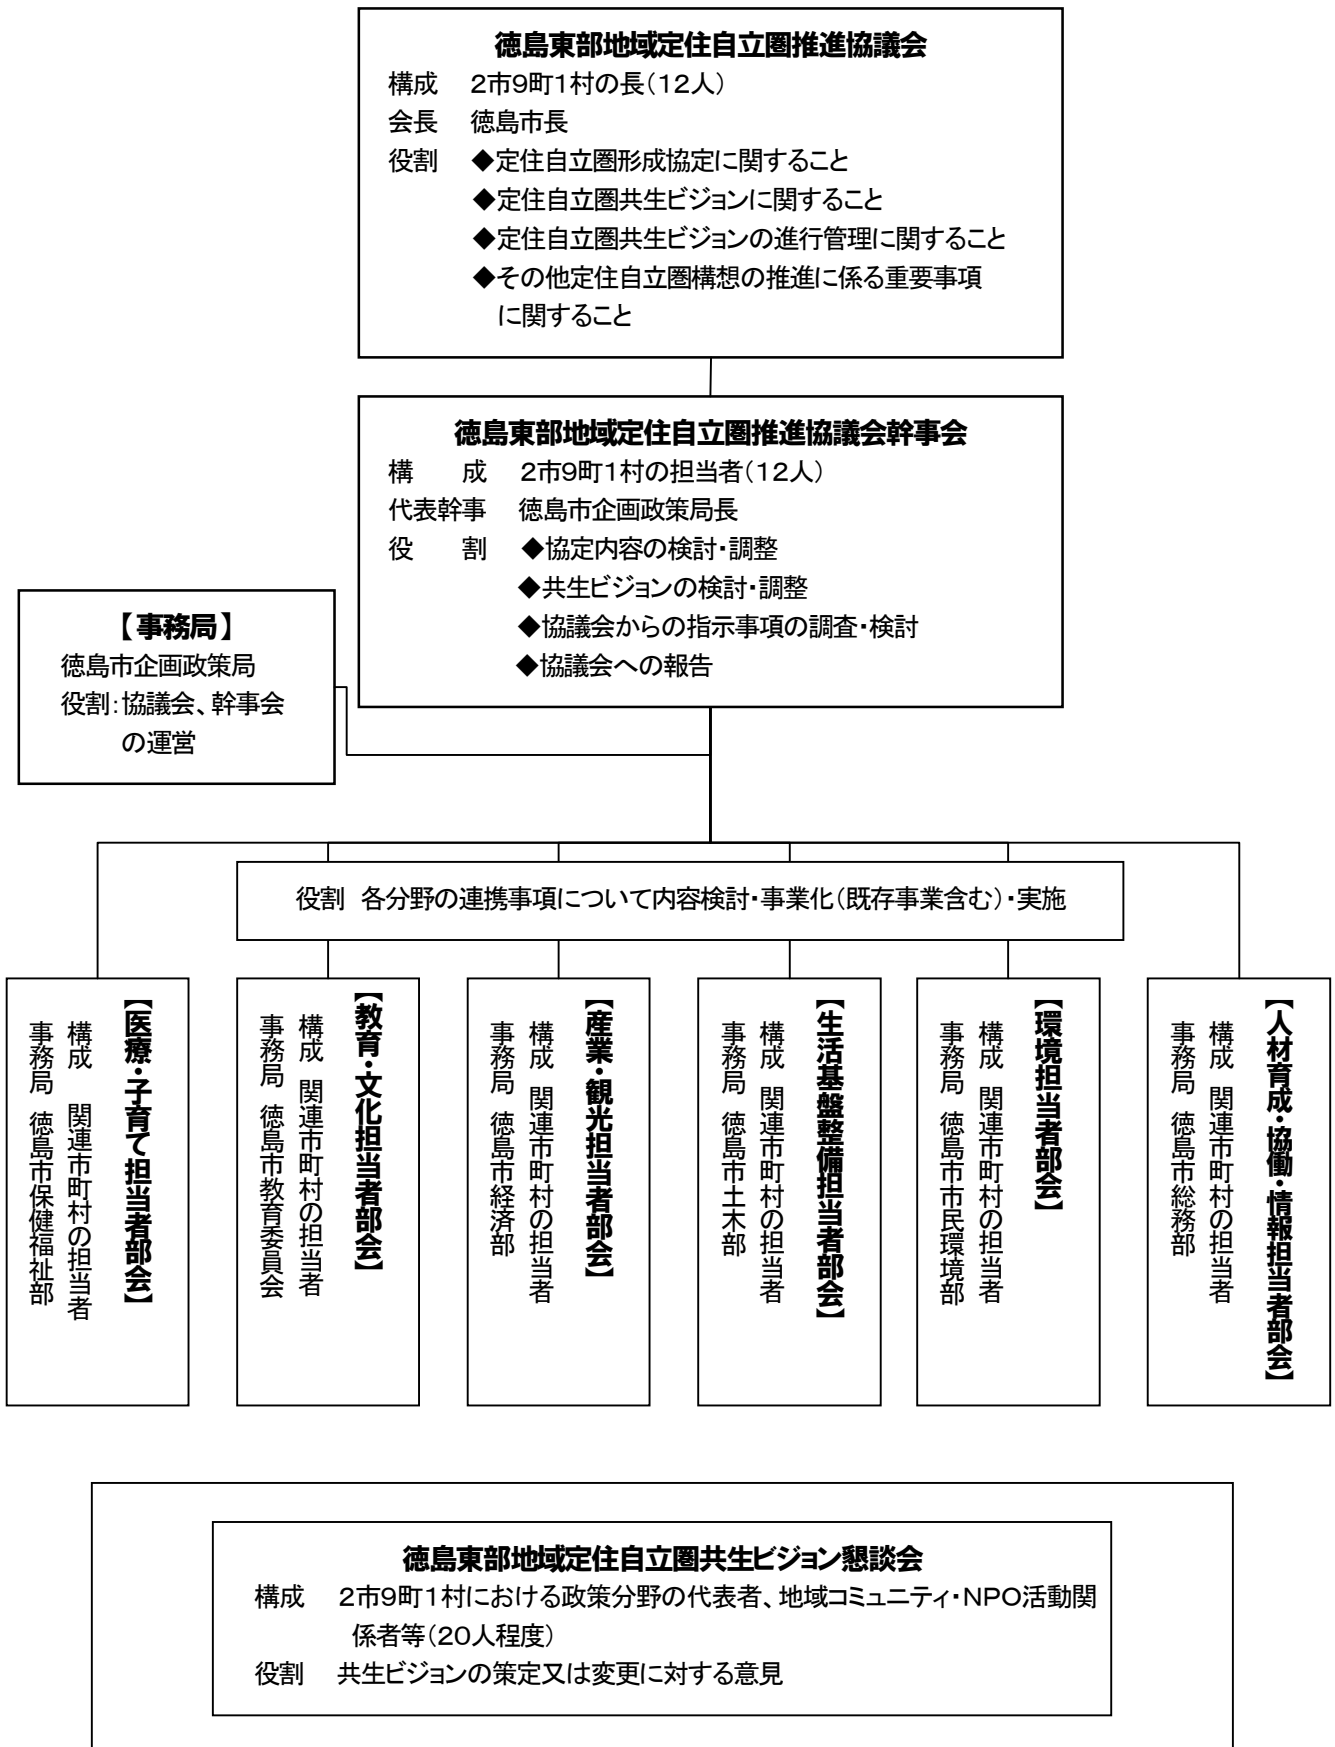 徳島東部地域定住自立圏推進協議会
構成　2市9町1村の長（12人）
会長　徳島市長
役割　◆定住自立圏形成協定に関すること
◆定住自立圏共生ビジョンに関すること
◆定住自立圏共生ビジョンの進行管理に関すること
◆その他定住自立圏構想の推進に係る重要事項
に関すること
徳島東部地域定住自立圏推進協議会幹事会
構　成　2市9町1村の担当者（12人）
代表幹事　徳島市企画政策局長
役　割　◆協定内容の検討・調整
◆共生ビジョンの検討・調整
◆協議会からの指示事項の調査・検討
◆協議会への報告
【事務局】
徳島市企画政策局
役割：協議会、幹事会
の運営
役割　各分野の連携事項について内容検討・事業化（既存事業含む）・実施
【医療・子育て担当者部会】
構成　関連市町村の担当者
事務局　徳島市保健福祉部
【教育・文化担当者部会】
構成　関連市町村の担当者
事務局　徳島市教育委員会
【産業・観光担当者部会】
構成　関連市町村の担当者
事務局　徳島市経済部
【生活基盤整備担当者部会】
構成　関連市町村の担当者
事務局　徳島市土木部
【環境担当者部会】
構成　関連市町村の担当者
事務局　徳島市市民環境部
【人材育成・協働・情報担当者部会】
構成　関連市町村の担当者
事務局　徳島市総務部
徳島東部地域定住自立圏共生ビジョン懇談会
構成　2市9町1村における政策分野の代表者、地域コミュニティ・NPO活動関
係者等（20人程度）
役割　共生ビジョンの策定又は変更に対する意見